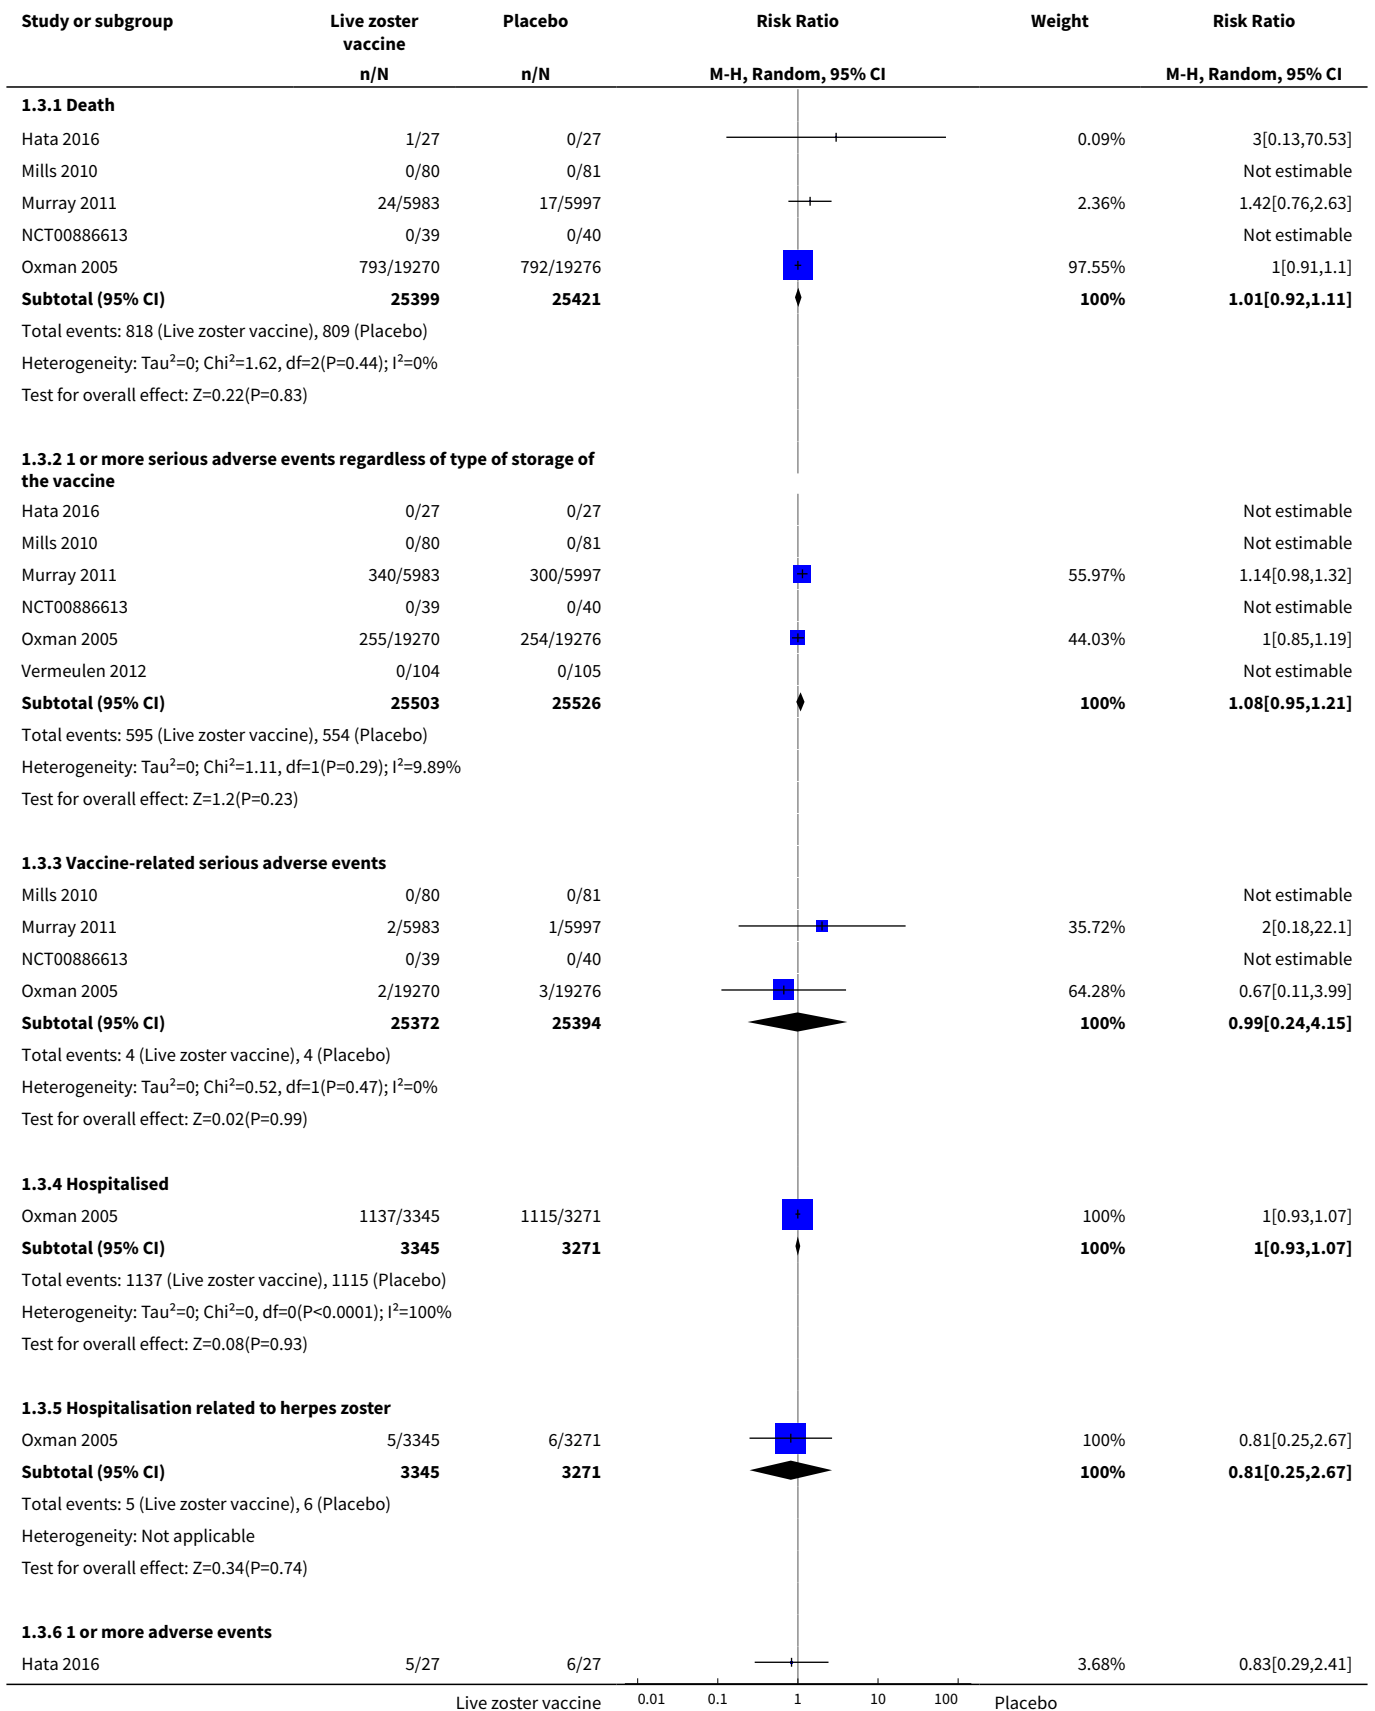 Study or subgroup Live zoster vaccine Placebo Risk Ratio Weight Risk Ratio
n/N n/N M-H, Random, 95% CI M-H, Random, 95% CI
1.3.1 Death
Hata 2016 1/27 0/27 0.09% 3[0.13,70.53]
Mills 2010 0/80 0/81 Not estimable
Murray 2011 24/5983 17/5997 2.36% 1.42[0.76,2.63]
NCT00886613 0/39 0/40 Not estimable
Oxman 2005 793/19270 792/19276 97.55% 1[0.91,1.1]
Subtotal (95% CI) 25399 25421 100% 1.01[0.92,1.11]
Total events: 818 (Live zoster vaccine), 809 (Placebo)
Heterogeneity: Tau²=0; Chi²=1.62, df=2(P=0.44); I²=0%
Test for overall effect: Z=0.22(P=0.83)
1.3.2 1 or more serious adverse events regardless of type of storage of
the vaccine
Hata 2016 0/27 0/27 Not estimable
Mills 2010 0/80 0/81 Not estimable
Murray 2011 340/5983 300/5997 55.97% 1.14[0.98,1.32]
NCT00886613 0/39 0/40 Not estimable
Oxman 2005 255/19270 254/19276 44.03% 1[0.85,1.19]
Vermeulen 2012 0/104 0/105 Not estimable
Subtotal (95% CI) 25503 25526 100% 1.08[0.95,1.21]
Total events: 595 (Live zoster vaccine), 554 (Placebo)
Heterogeneity: Tau²=0; Chi²=1.11, df=1(P=0.29); I²=9.89%
Test for overall effect: Z=1.2(P=0.23)
1.3.3 Vaccine-related serious adverse events
Mills 2010 0/80 0/81 Not estimable
Murray 2011 2/5983 1/5997 35.72% 2[0.18,22.1]
NCT00886613 0/39 0/40 Not estimable
Oxman 2005 2/19270 3/19276 64.28% 0.67[0.11,3.99]
Subtotal (95% CI) 25372 25394 100% 0.99[0.24,4.15]
Total events: 4 (Live zoster vaccine), 4 (Placebo)
Heterogeneity: Tau²=0; Chi²=0.52, df=1(P=0.47); I²=0%
Test for overall effect: Z=0.02(P=0.99)
1.3.4 Hospitalised
Oxman 2005 1137/3345 1115/3271 100% 1[0.93,1.07]
Subtotal (95% CI) 3345 3271 100% 1[0.93,1.07]
Total events: 1137 (Live zoster vaccine), 1115 (Placebo)
Heterogeneity: Tau²=0; Chi²=0, df=0(P<0.0001); I²=100%
Test for overall effect: Z=0.08(P=0.93)
1.3.5 Hospitalisation related to herpes zoster
Oxman 2005 5/3345 6/3271 100% 0.81[0.25,2.67]
Subtotal (95% CI) 3345 3271 100% 0.81[0.25,2.67]
Total events: 5 (Live zoster vaccine), 6 (Placebo)
Heterogeneity: Not applicable
Test for overall effect: Z=0.34(P=0.74)
1.3.6 1 or more adverse events
Hata 2016 5/27 6/27 3.68% 0.83[0.29,2.41]
Live zoster vaccine 0.01 0.1 1 10 100 Placebo